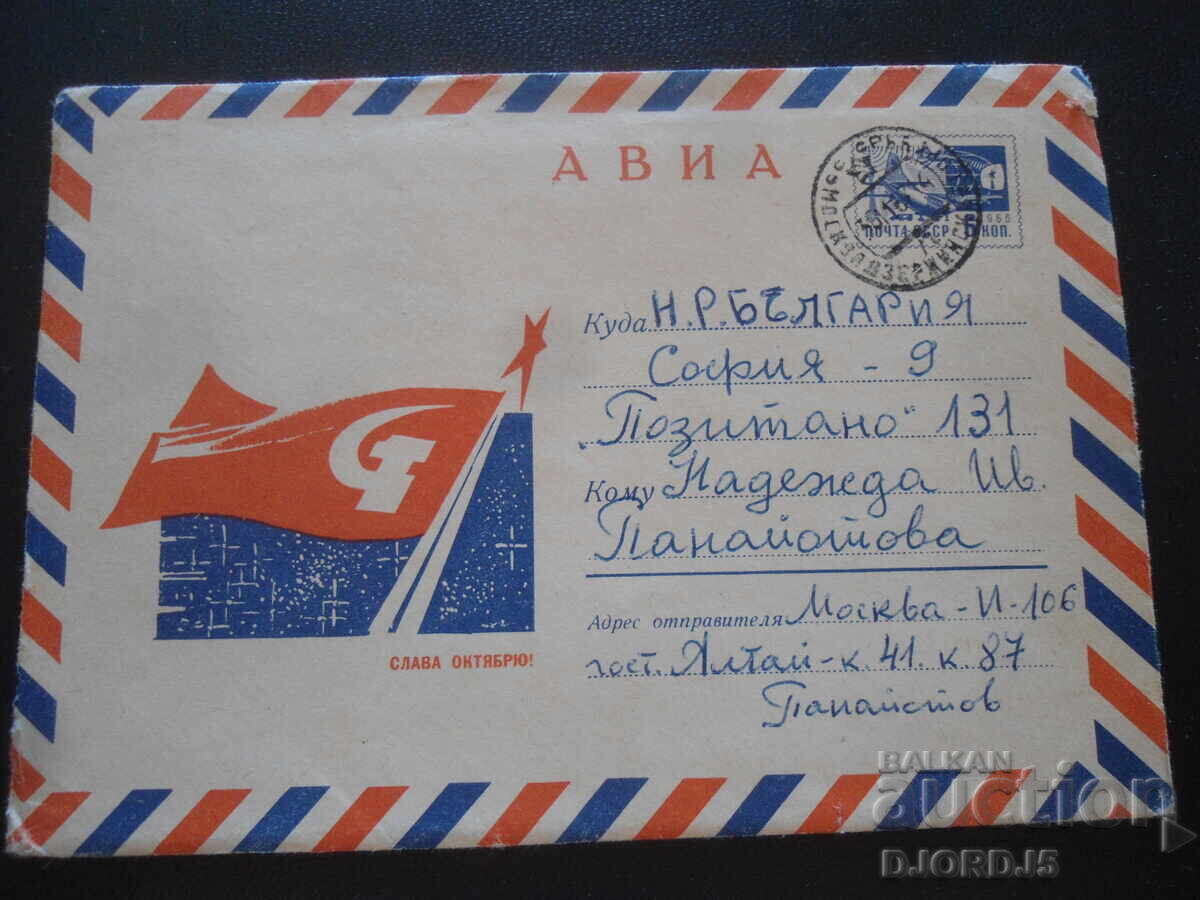 АВИА
1966
ПОЧТА СССР 6 КОП.
Куда Н.Р.БЪЛГАРИЯ
София - 9
„Позитано" 131
Кому Надежда Ив.
Панайотова
Адрес отправителя Москва-И-106
гост. Алтай-к.41. к.87
Панайотов
СЛАВА ОКТЯБРЮ!
BALKAN
auction
DJORDJ5